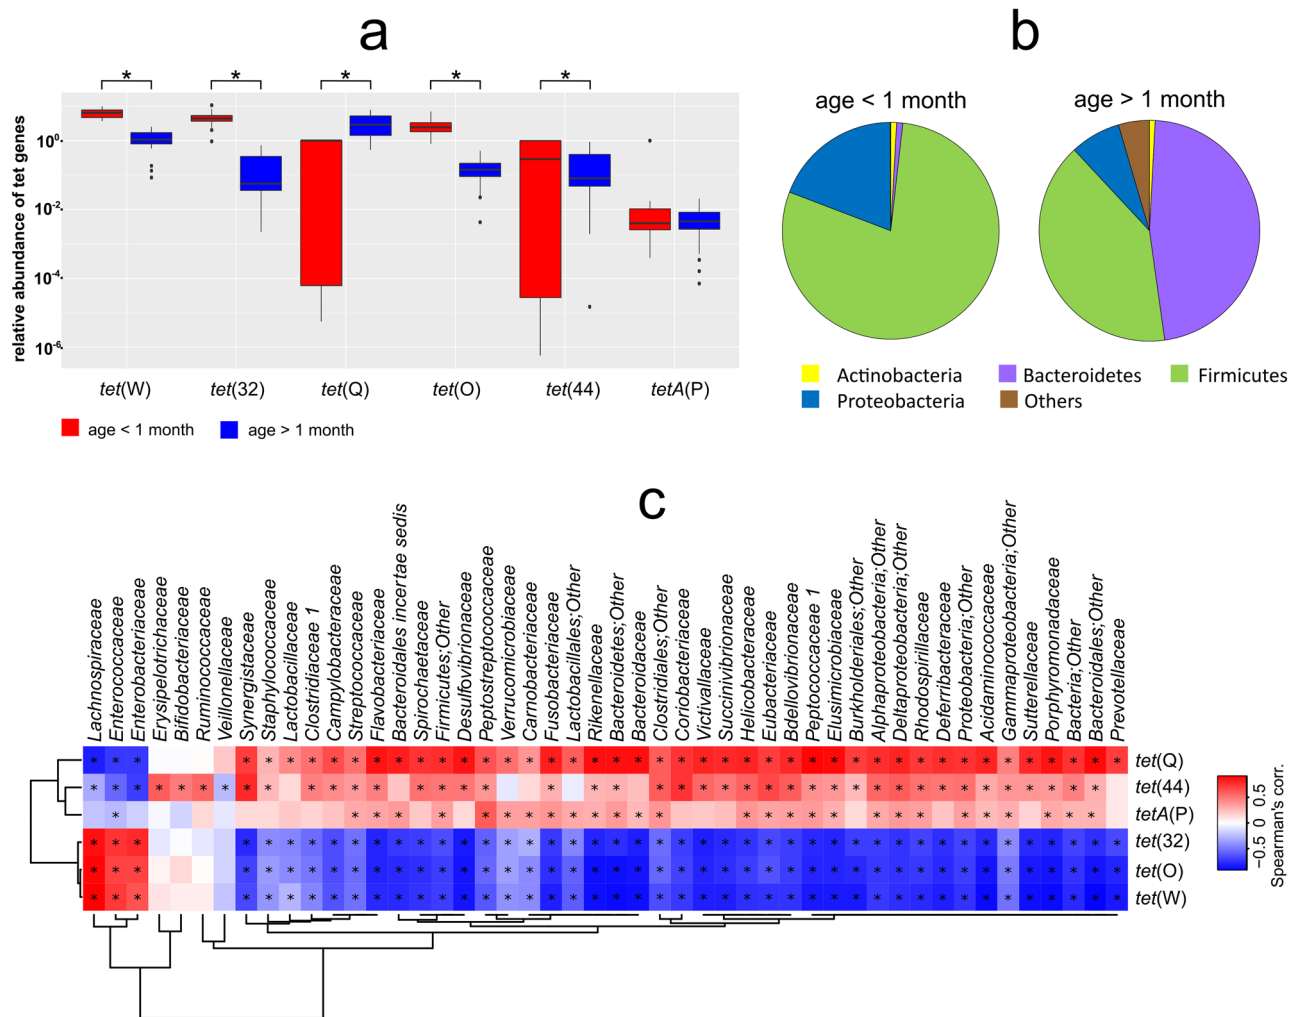 a
b
* * * * *
relative abundance of tet genes
10⁰
10⁻²
10⁻⁴
10⁻⁶
tet(W) tet(32) tet(Q) tet(O) tet(44) tetA(P)
age < 1 month age > 1 month
age < 1 month
age > 1 month
Actinobacteria Bacteroidetes Firmicutes
Proteobacteria Others
c
Lachnospiraceae
Enterococcaceae
Enterobacteriaceae
Erysipelotrichaceae
Bifidobacteriaceae
Ruminococcaceae
Veillonellaceae
Synergistaceae
Staphylococcaceae
Lactobacillaceae
Clostridiaceae 1
Campylobacteraceae
Streptococcaceae
Flavobacteriaceae
Bacteroidales incertae sedis
Spirochaetaceae
Firmicutes;Other
Desulfovibrionaceae
Peptostreptococcaceae
Verrucomicrobiaceae
Carnobacteriaceae
Fusobacteriaceae
Lactobacillales;Other
Rikenellaceae
Bacteroidetes;Other
Bacteroidaceae
Clostridiales;Other
Coriobacteriaceae
Victivallaceae
Succinivibrionaceae
Helicobacteraceae
Eubacteriaceae
Bdellovibrionaceae
Peptococcaceae 1
Elusimicrobiaceae
Burkholderiales;Other
Alphaproteobacteria;Other
Deltaproteobacteria;Other
Rhodospirillaceae
Deferribacteraceae
Proteobacteria;Other
Acidaminococcaceae
Gammaproteobacteria;Other
Sutterellaceae
Porphyromonadaceae
Bacteria;Other
Bacteroidales;Other
Prevotellaceae
tet(Q)
tet(44)
tetA(P)
tet(32)
tet(O)
tet(W)
−0.5 0 0.5
Spearman's corr.